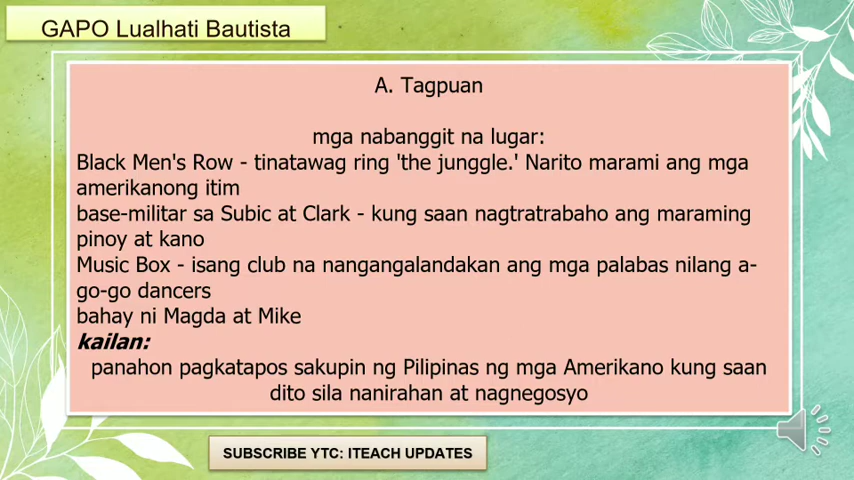 GAPO Lualhati Bautista
A. Tagpuan
mga nabanggit na lugar:
Black Men's Row - tinatawag ring 'the junggle.' Narito marami ang mga
amerikanong itim
base-militar sa Subic at Clark - kung saan nagtratrabaho ang maraming
pinoy at kano
Music Box - isang club na nangangalandakan ang mga palabas nilang a-
go-go dancers
bahay ni Magda at Mike
kailan:
panahon pagkatapos sakupin ng Pilipinas ng mga Amerikano kung saan
dito sila nanirahan at nagnegosyo
SUBSCRIBE YTC: ITEACH UPDATES